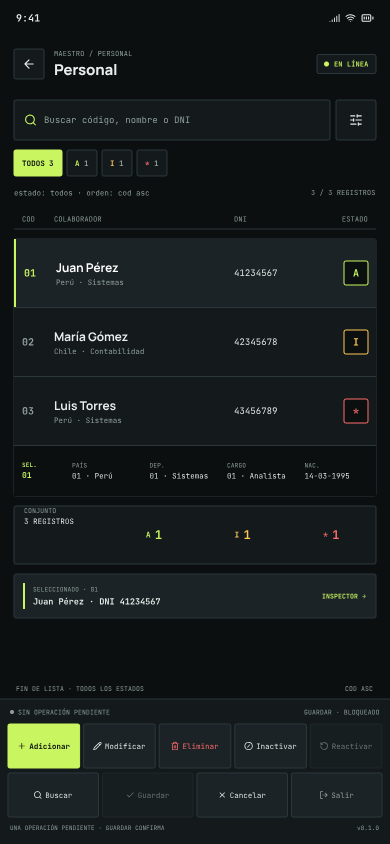 9:41
MAESTRO / PERSONAL
Personal
EN LÍNEA
Buscar código, nombre o DNI
TODOS 3
A 1
I 1
* 1
estado: todos · orden: cod asc
3 / 3 REGISTROS
COD COLABORADOR DNI ESTADO
01 Juan Pérez 41234567 A
Perú · Sistemas
02 María Gómez 42345678 I
Chile · Contabilidad
03 Luis Torres 43456789 *
Perú · Sistemas
SEL. PAÍS DEP. CARGO NAC.
01 01 · Perú 01 · Sistemas 01 · Analista 14-03-1995
CONJUNTO
3 REGISTROS
A 1 I 1 * 1
SELECCIONADO · 01
Juan Pérez · DNI 41234567
INSPECTOR +
FIN DE LISTA · TODOS LOS ESTADOS COD ASC
SIN OPERACIÓN PENDIENTE GUARDAR · BLOQUEADO
Adicionar Modificar Eliminar Inactivar Reactivar
Buscar Guardar Cancelar Salir
UNA OPERACIÓN PENDIENTE · GUARDAR CONFIRMA v0.1.0